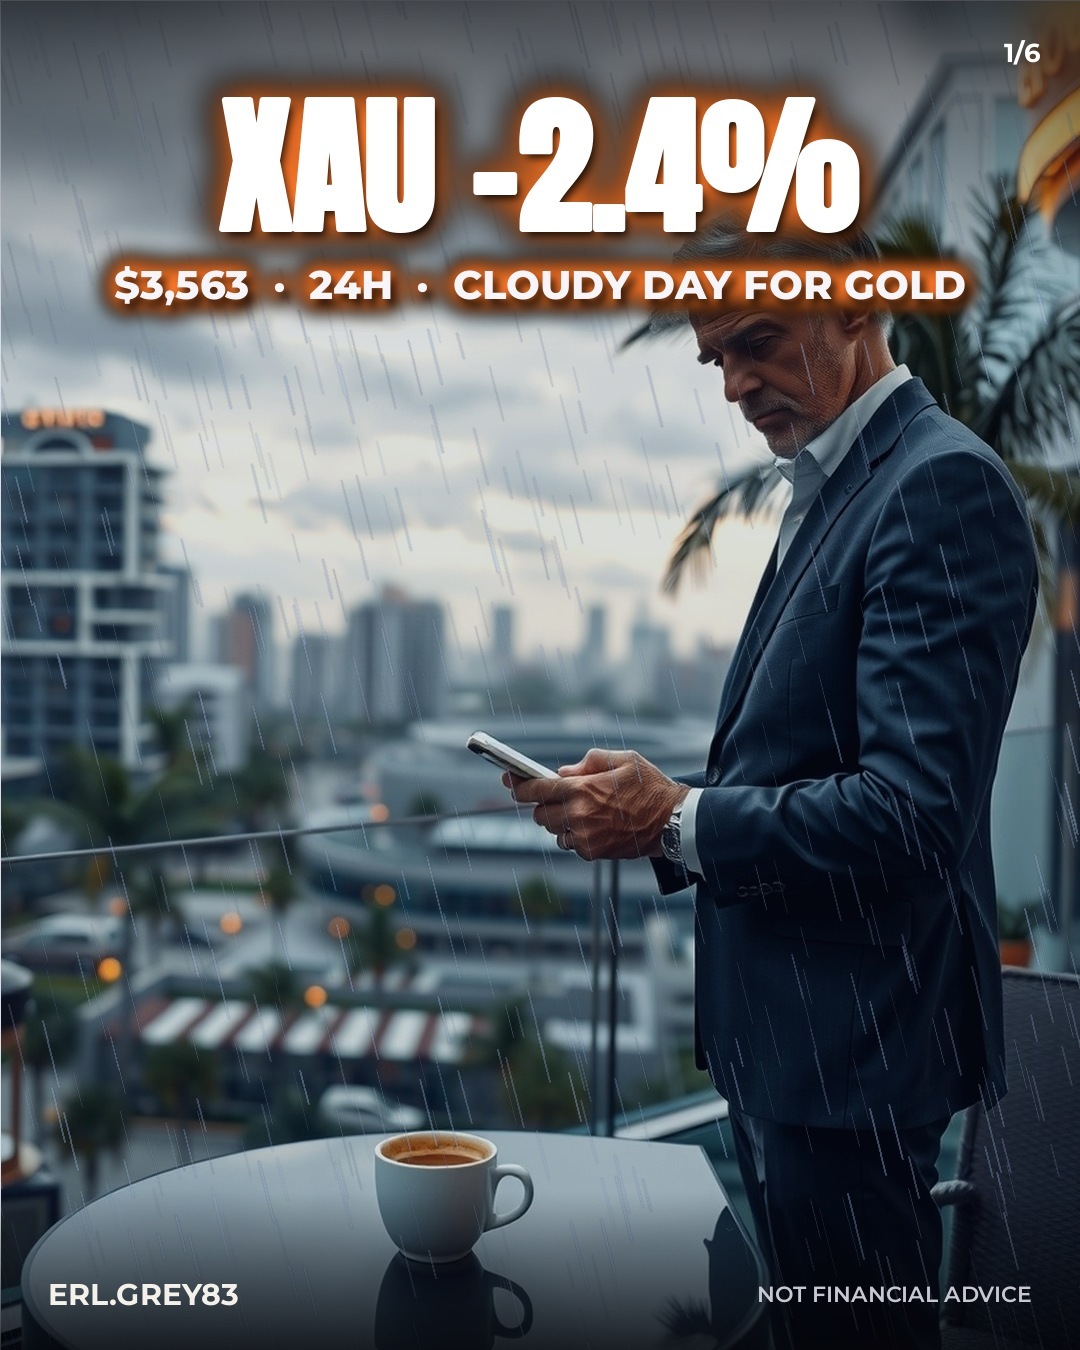 1/6
XAU -2.4%
$3,563 • 24H • CLOUDY DAY FOR GOLD
ERL.GREY83
NOT FINANCIAL ADVICE